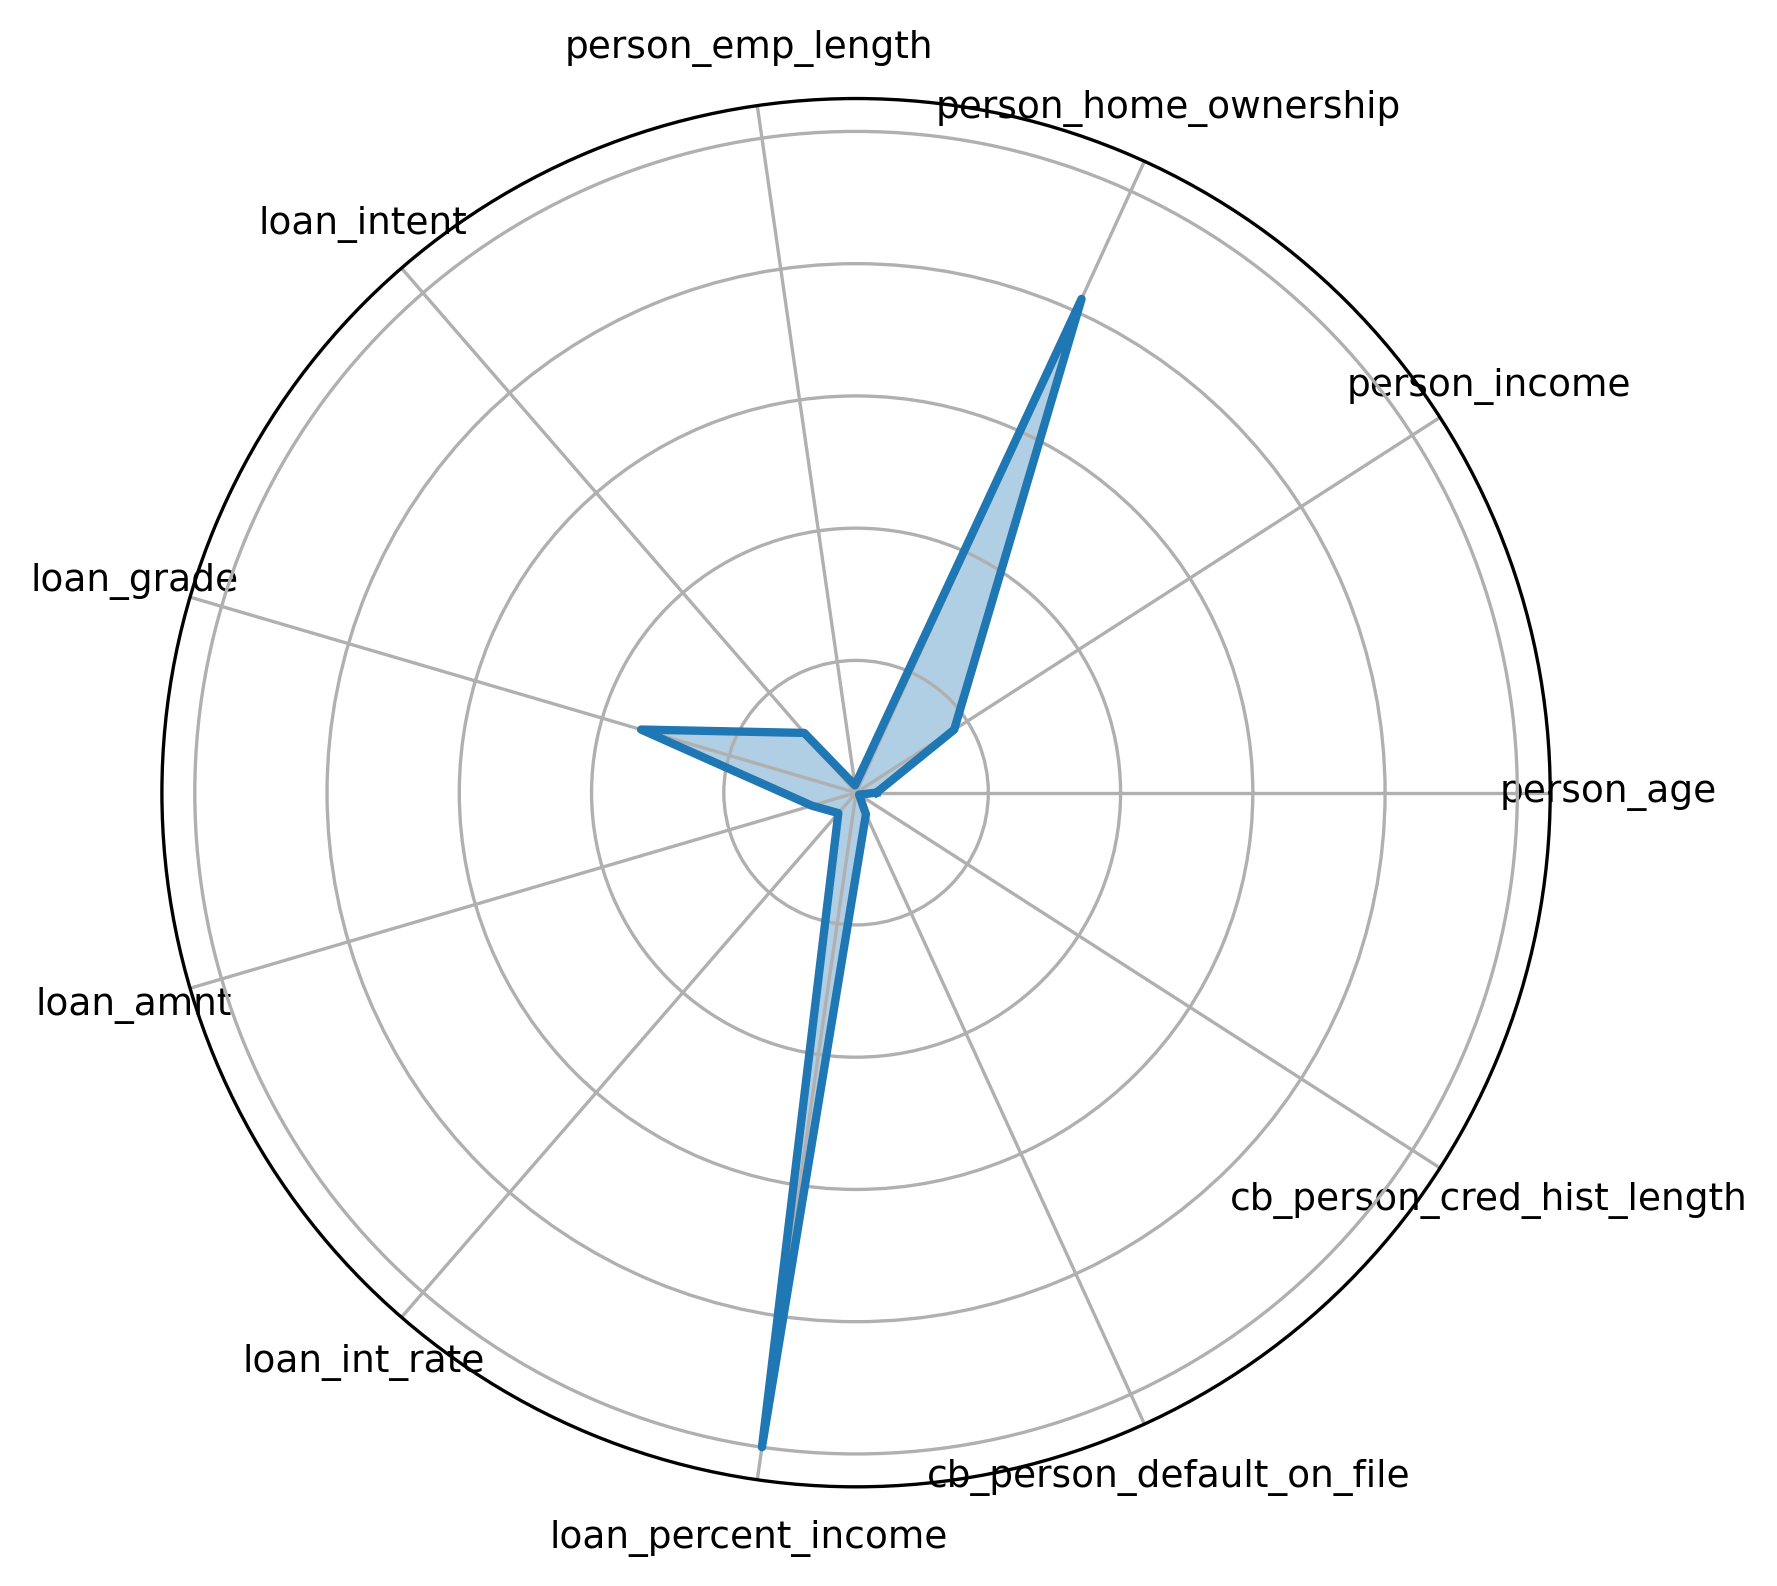 person_emp_length
person_home_ownership
loan_intent
person_income
loan_grade
person_age
loan_amnt
cb_person_cred_hist_length
loan_int_rate
cb_person_default_on_file
loan_percent_income